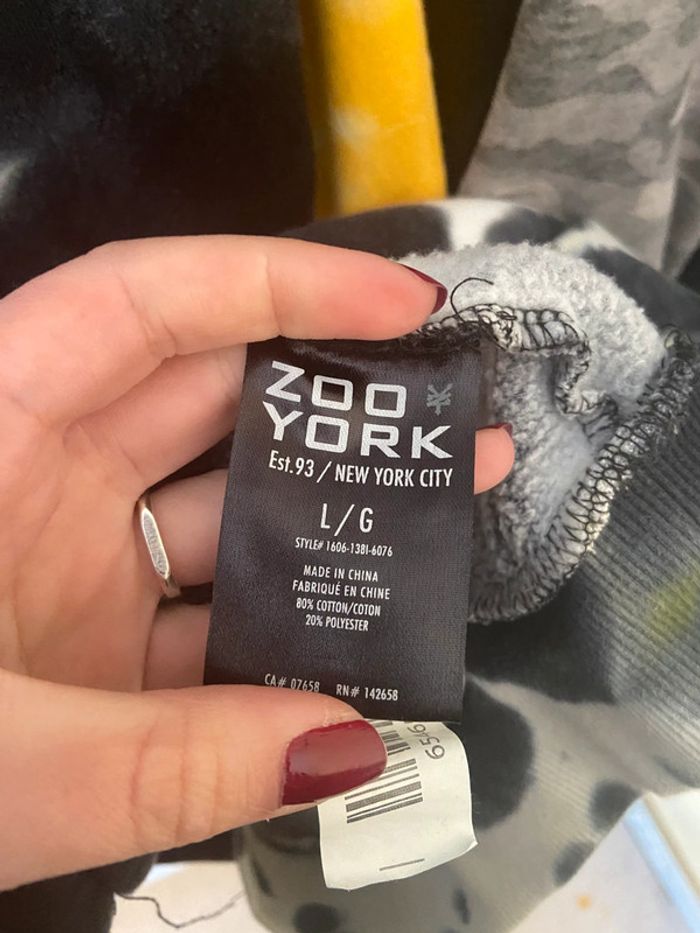 ZOO
YORK
Est.93 / NEW YORK CITY
L/G
STYLE# 1606-1381-6076
MADE IN CHINA
FABRIQUÉ EN CHINE
80% COTTON/COTON
20% POLYESTER
CA# 07658 RN# 142658